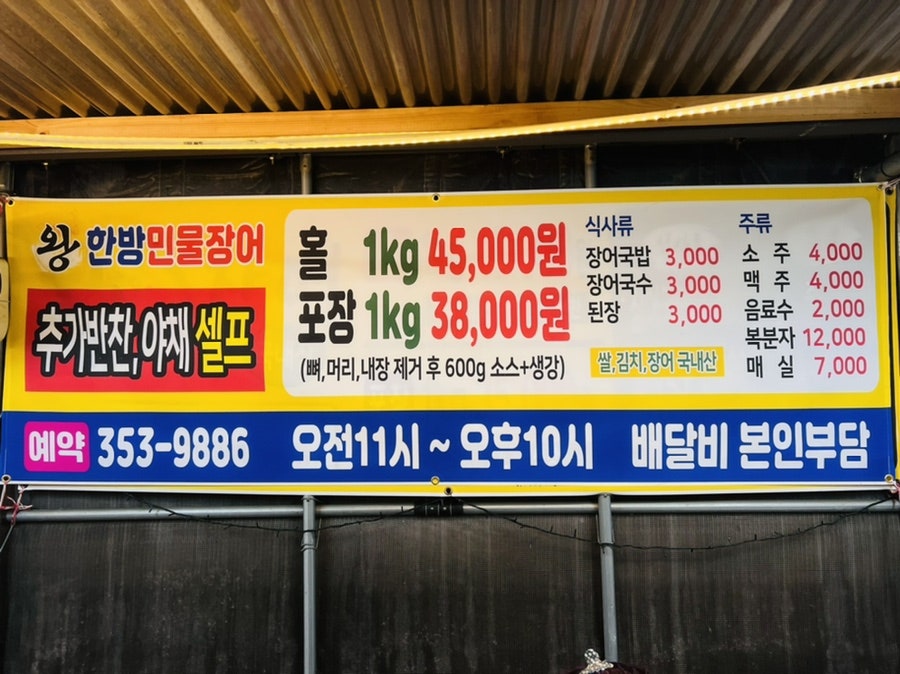 왕 한방민물장어
추가반찬,야채 셀프
홀 1kg 45,000원
포장 1kg 38,000원
(뼈,머리,내장 제거 후 600g 소스+생강)
식사류
장어국밥 3,000
장어국수 3,000
된장 3,000
쌀,김치,장어 국내산
주류
소 주 4,000
맥 주 4,000
음료수 2,000
복분자 12,000
매 실 7,000
예약 353-9886 오전11시 ~ 오후10시 배달비 본인부담